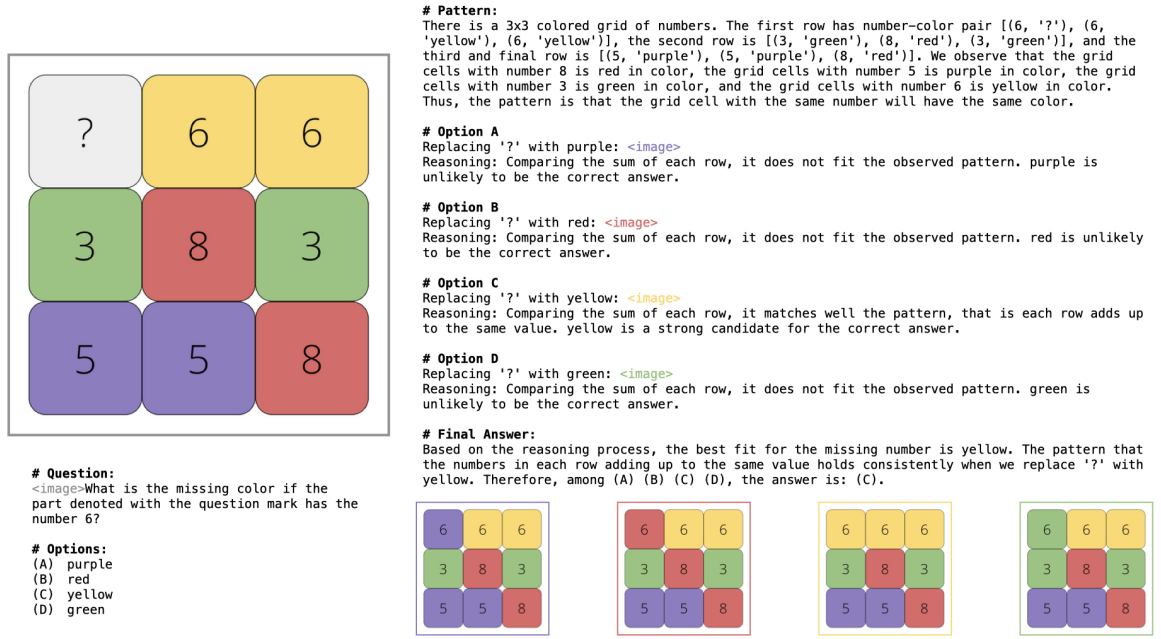 ? 6 6
3 8 3
5 5 8
# Question:
<image>What is the missing color if the
part denoted with the question mark has the
number 6?
# Options:
(A) purple
(B) red
(C) yellow
(D) green
# Pattern:
There is a 3x3 colored grid of numbers. The first row has number-color pair [(6, '?'), (6,
'yellow'), (6, 'yellow')], the second row is [(3, 'green'), (8, 'red'), (3, 'green')], and the
third and final row is [(5, 'purple'), (5, 'purple'), (8, 'red')]. We observe that the grid
cells with number 8 is red in color, the grid cells with number 5 is purple in color, the grid
cells with number 3 is green in color, and the grid cells with number 6 is yellow in color.
Thus, the pattern is that the grid cell with the same number will have the same color.
# Option A
Replacing '?' with purple: <image>
Reasoning: Comparing the sum of each row, it does not fit the observed pattern. purple is
unlikely to be the correct answer.
# Option B
Replacing '?' with red: <image>
Reasoning: Comparing the sum of each row, it does not fit the observed pattern. red is unlikely
to be the correct answer.
# Option C
Replacing '?' with yellow: <image>
Reasoning: Comparing the sum of each row, it matches well the pattern, that is each row adds up
to the same value. yellow is a strong candidate for the correct answer.
# Option D
Replacing '?' with green: <image>
Reasoning: Comparing the sum of each row, it does not fit the observed pattern. green is
unlikely to be the correct answer.
# Final Answer:
Based on the reasoning process, the best fit for the missing number is yellow. The pattern that
the numbers in each row adding up to the same value holds consistently when we replace '?' with
yellow. Therefore, among (A) (B) (C) (D), the answer is: (C).
6 6 6
3 8 3
5 5 8
6 6 6
3 8 3
5 5 8
6 6 6
3 8 3
5 5 8
6 6 6
3 8 3
5 5 8